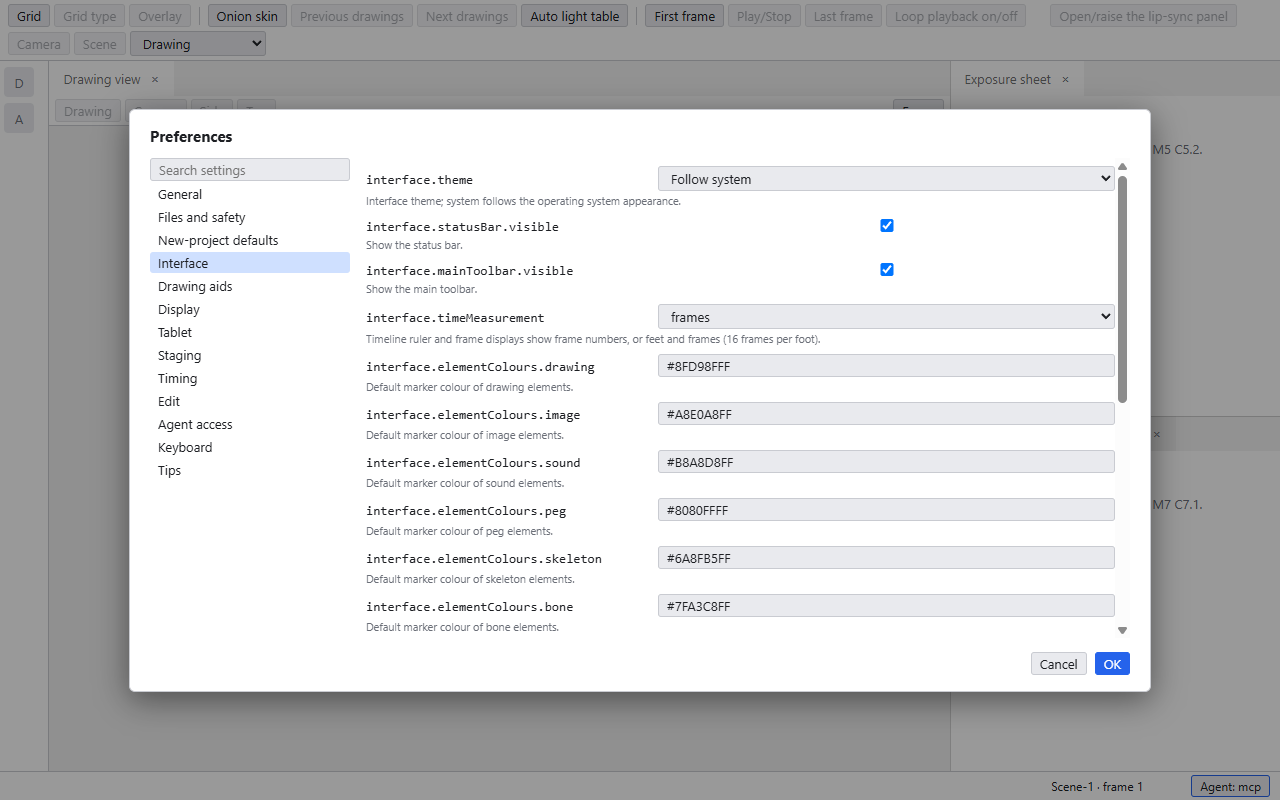 Grid Grid type Overlay Onion skin Previous drawings Next drawings Auto light table First frame Play/Stop Last frame Loop playback on/off Open/raise the lip-sync panel
Camera Scene Drawing
D
A
Drawing view ×
Exposure sheet ×
Drawing
M5 C5.2.
×
M7 C7.1.
Preferences
Search settings
General
Files and safety
New-project defaults
Interface
Drawing aids
Display
Tablet
Staging
Timing
Edit
Agent access
Keyboard
Tips
interface.theme Follow system
Interface theme; system follows the operating system appearance.
interface.statusBar.visible
Show the status bar.
interface.mainToolbar.visible
Show the main toolbar.
interface.timeMeasurement frames
Timeline ruler and frame displays show frame numbers, or feet and frames (16 frames per foot).
interface.elementColours.drawing #8FD98FFF
Default marker colour of drawing elements.
interface.elementColours.image #A8E0A8FF
Default marker colour of image elements.
interface.elementColours.sound #B8A8D8FF
Default marker colour of sound elements.
interface.elementColours.peg #8080FFFF
Default marker colour of peg elements.
interface.elementColours.skeleton #6A8FB5FF
Default marker colour of skeleton elements.
interface.elementColours.bone #7FA3C8FF
Default marker colour of bone elements.
Cancel OK
Scene-1 · frame 1 Agent: mcp